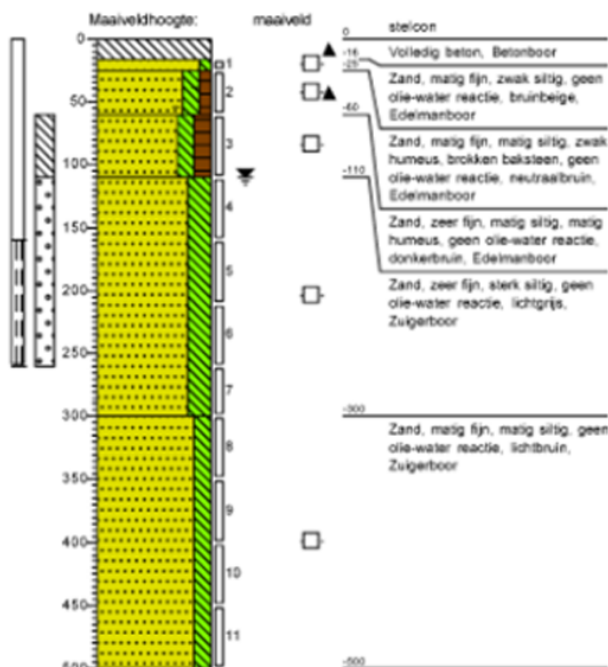 Maaiveldhoogte: maaiveld
0
50
100
150
200
250
300
350
400
450
500
1
2
3
4
5
6
7
8
9
10
11
0 stelcon
-16 Volledig beton, Betonboor
-25 Zand, matig fijn, zwak siltig, geen
olie-water reactie, bruinbeige,
Edelmanboor
-60 Zand, matig fijn, matig siltig, zwak
humeus, brokken baksteen, geen
olie-water reactie, neutraalbruin,
Edelmanboor
-110 Zand, zeer fijn, matig siltig, matig
humeus, geen olie-water reactie,
donkerbruin, Edelmanboor
Zand, zeer fijn, sterk siltig, geen
olie-water reactie, lichtgrijs,
Zuigerboor
-300
Zand, matig fijn, matig siltig, geen
olie-water reactie, lichtbruin,
Zuigerboor
-500